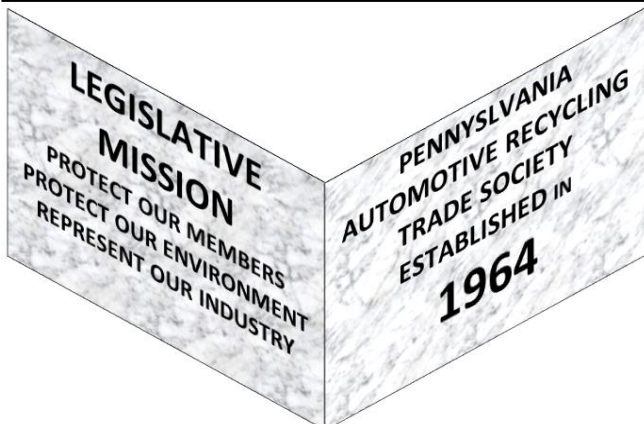 LEGISLATIVE
MISSION
PROTECT OUR MEMBERS
PROTECT OUR ENVIRONMENT
REPRESENT OUR INDUSTRY
PENNYSLVANIA
AUTOMOTIVE RECYCLING
TRADE SOCIETY
ESTABLISHED IN
1964